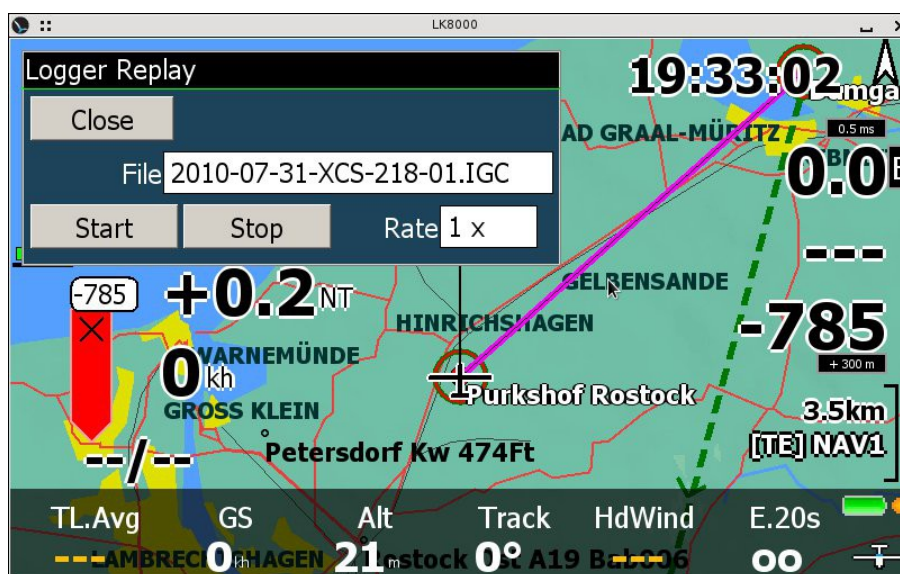 LK8000
Logger Replay
19:33:02
Close
AD GRAAL-MÜRITZ
0.5 ms
File 2010-07-31-XCS-218-01.IGC
0.0
Start Stop Rate 1 x
---
-785
+0.2 NT
GELBENSANDE
HINRICHSHAGEN
-785
+ 300 m
WARNEMÜNDE
0 kh
Purkshof Rostock
GROSS KLEIN
3.5km
[TE] NAV1
Petersdorf Kw 474Ft
--/--
TL.Avg GS Alt Track HdWind E.20s
--- 0 kh 21 m 0° --- oo